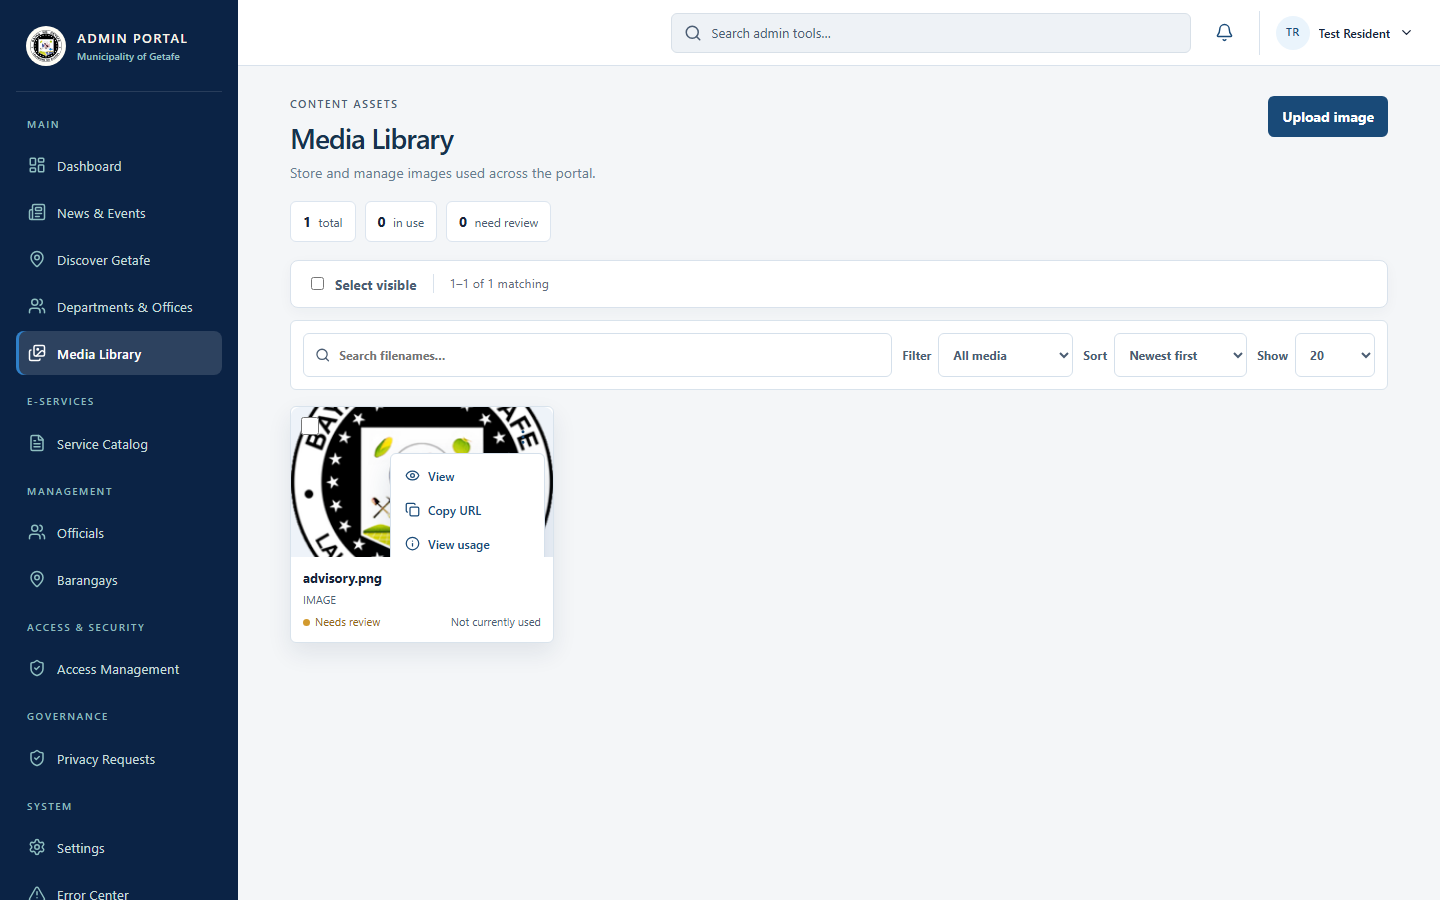 ADMIN PORTAL
Municipality of Getafe
Search admin tools...
TR
Test Resident
MAIN
Dashboard
News & Events
Discover Getafe
Departments & Offices
Media Library
E-SERVICES
Service Catalog
MANAGEMENT
Officials
Barangays
ACCESS & SECURITY
Access Management
GOVERNANCE
Privacy Requests
SYSTEM
Settings
Error Center
CONTENT ASSETS
Media Library
Store and manage images used across the portal.
Upload image
1 total
0 in use
0 need review
Select visible
1–1 of 1 matching
Search filenames...
Filter
All media
Sort
Newest first
Show
20
View
Copy URL
View usage
advisory.png
IMAGE
Needs review
Not currently used